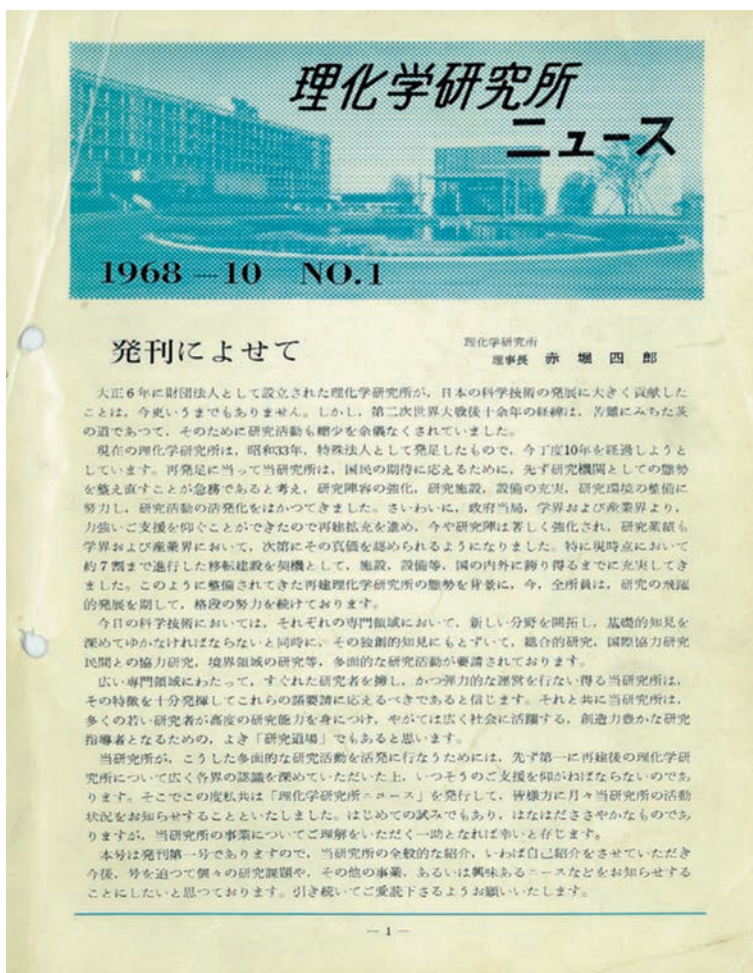 理化学研究所
ニュース
1968－10 NO.1
発刊によせて
理化学研究所
理事長 赤堀四郎
大正6年に財団法人として設立された理化学研究所が，日本の科学技術の発展に大きく貢献した
ことは，今更いうまでもありません。しかし，第二次世界大戦後十余年の経緯は，苦難にみちた茨
の道であつて，そのために研究活動も縮少を余儀なくされていました。
現在の理化学研究所は，昭和33年，特殊法人として発足したもので，今丁度10年を経過しようと
しています。再発足に当って当研究所は，国民の期待に応えるために，先ず研究機関としての態勢
を整え直すことが急務であると考え，研究陣容の強化，研究施設，設備の充実，研究環境の整備に
努力し，研究活動の活発化をはかつてきました。さいわいに，政府当局，学界および産業界より，
力強いご支援を仰ぐことができたので再建拡充を進め，今や研究陣は著しく強化され，研究業績も
学界および産業界において，次第にその真価を認められるようになりました。特に現時点において
約7割まで進行した移転建設を契機として，施設，設備等，国の内外に誇り得るまでに充実してき
ました。このように整備されてきた再建理化学研究所の態勢を背景に，今，全所員は，研究の飛躍
的発展を期して，格段の努力を続けております。
今日の科学技術においては，それぞれの専門領域において，新しい分野を開拓し，基礎的知見を
深めてゆかなければならないと同時に，その独創的知見にもとずいて，総合的研究，国際協力研究
民間との協力研究，境界領域の研究等，多面的な研究活動が要請されております。
広い専門領域にわたって，すぐれた研究者を擁し，かつ弾力的な運営を行ない得る当研究所は，
その特徴を十分発揮してこれらの諸要請に応えるべきであると信じます。それと共に当研究所は，
多くの若い研究者が高度の研究能力を身につけ，やがては広く社会に活躍する，創造力豊かな研究
指導者となるための，よき「研究道場」でもあると思います。
当研究所が，こうした多面的な研究活動を活発に行なうためには，先ず第一に再建後の理化学研
究所について広く各界の認識を深めていただいた上，いつそうのご支援を仰がねばならないのであ
ります。そこでこの度私共は「理化学研究所ニュース」を発行して，皆様方に月々当研究所の活動
状況をお知らせすることといたしました。はじめての試みでもあり，はなはださきやかなものであ
りますが，当研究所の事業についてご理解をいただく一助となれば幸いと存じます。
本号は発刊第一号でありますので，当研究所の全般的な紹介，いわば自己紹介をさせていただき
今後，号を追つて個々の研究課題や，その他の事業，あるいは興味あるニースなどをお知らせする
ことにしたいと思つております。引き続いてご愛読下さるようお願いいたします。
— 1 —